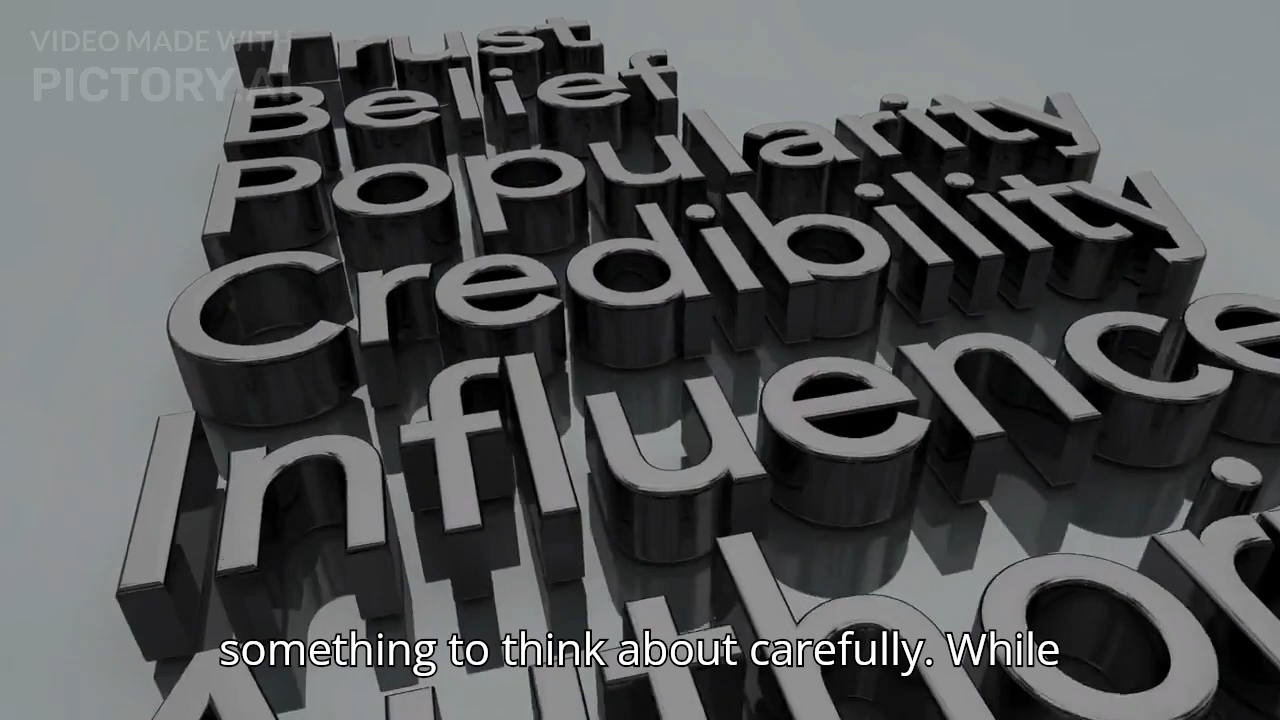 VIDEO MADE WITH
PICTORY.AI
Trust
Belief
Popularity
Credibility
Influence
something to think about carefully. While